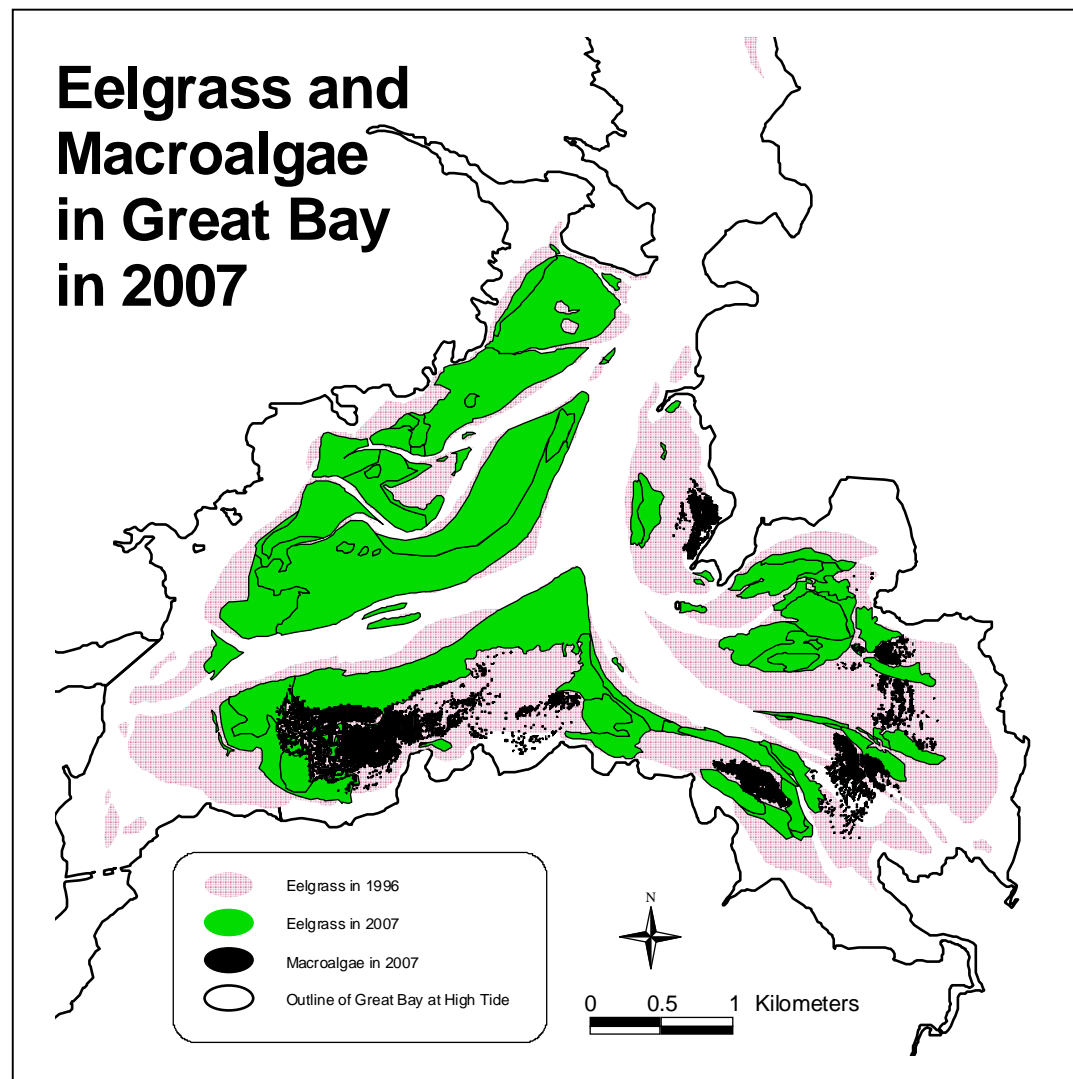 Eelgrass and
Macroalgae
in Great Bay
in 2007
Eelgrass in 1996
Eelgrass in 2007
Macroalgae in 2007
Outline of Great Bay at High Tide
N
0 0.5 1 Kilometers